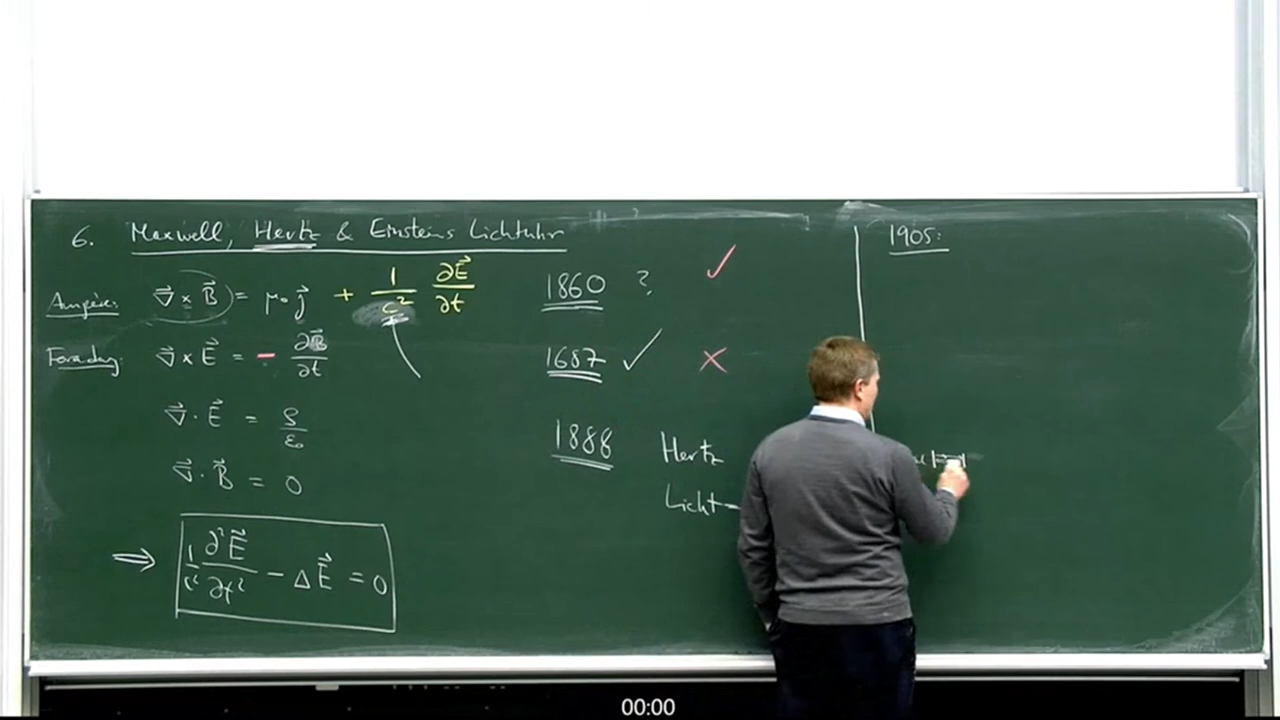 6. Maxwell, Hertz & Einsteins Lichtuhr
Ampère: ∇⃗ × B⃗ = μ₀ j⃗ + 1/c² ∂E⃗/∂t
1860 ?
✓
Faraday: ∇⃗ × E⃗ = − ∂B⃗/∂t
1687 ✓
×
∇⃗ · E⃗ = ρ/ε₀
1888 Hertz
∇⃗ · B⃗ = 0
Licht
⇒ 1/c² ∂²E⃗/∂t² − Δ E⃗ = 0
1905:
00:00